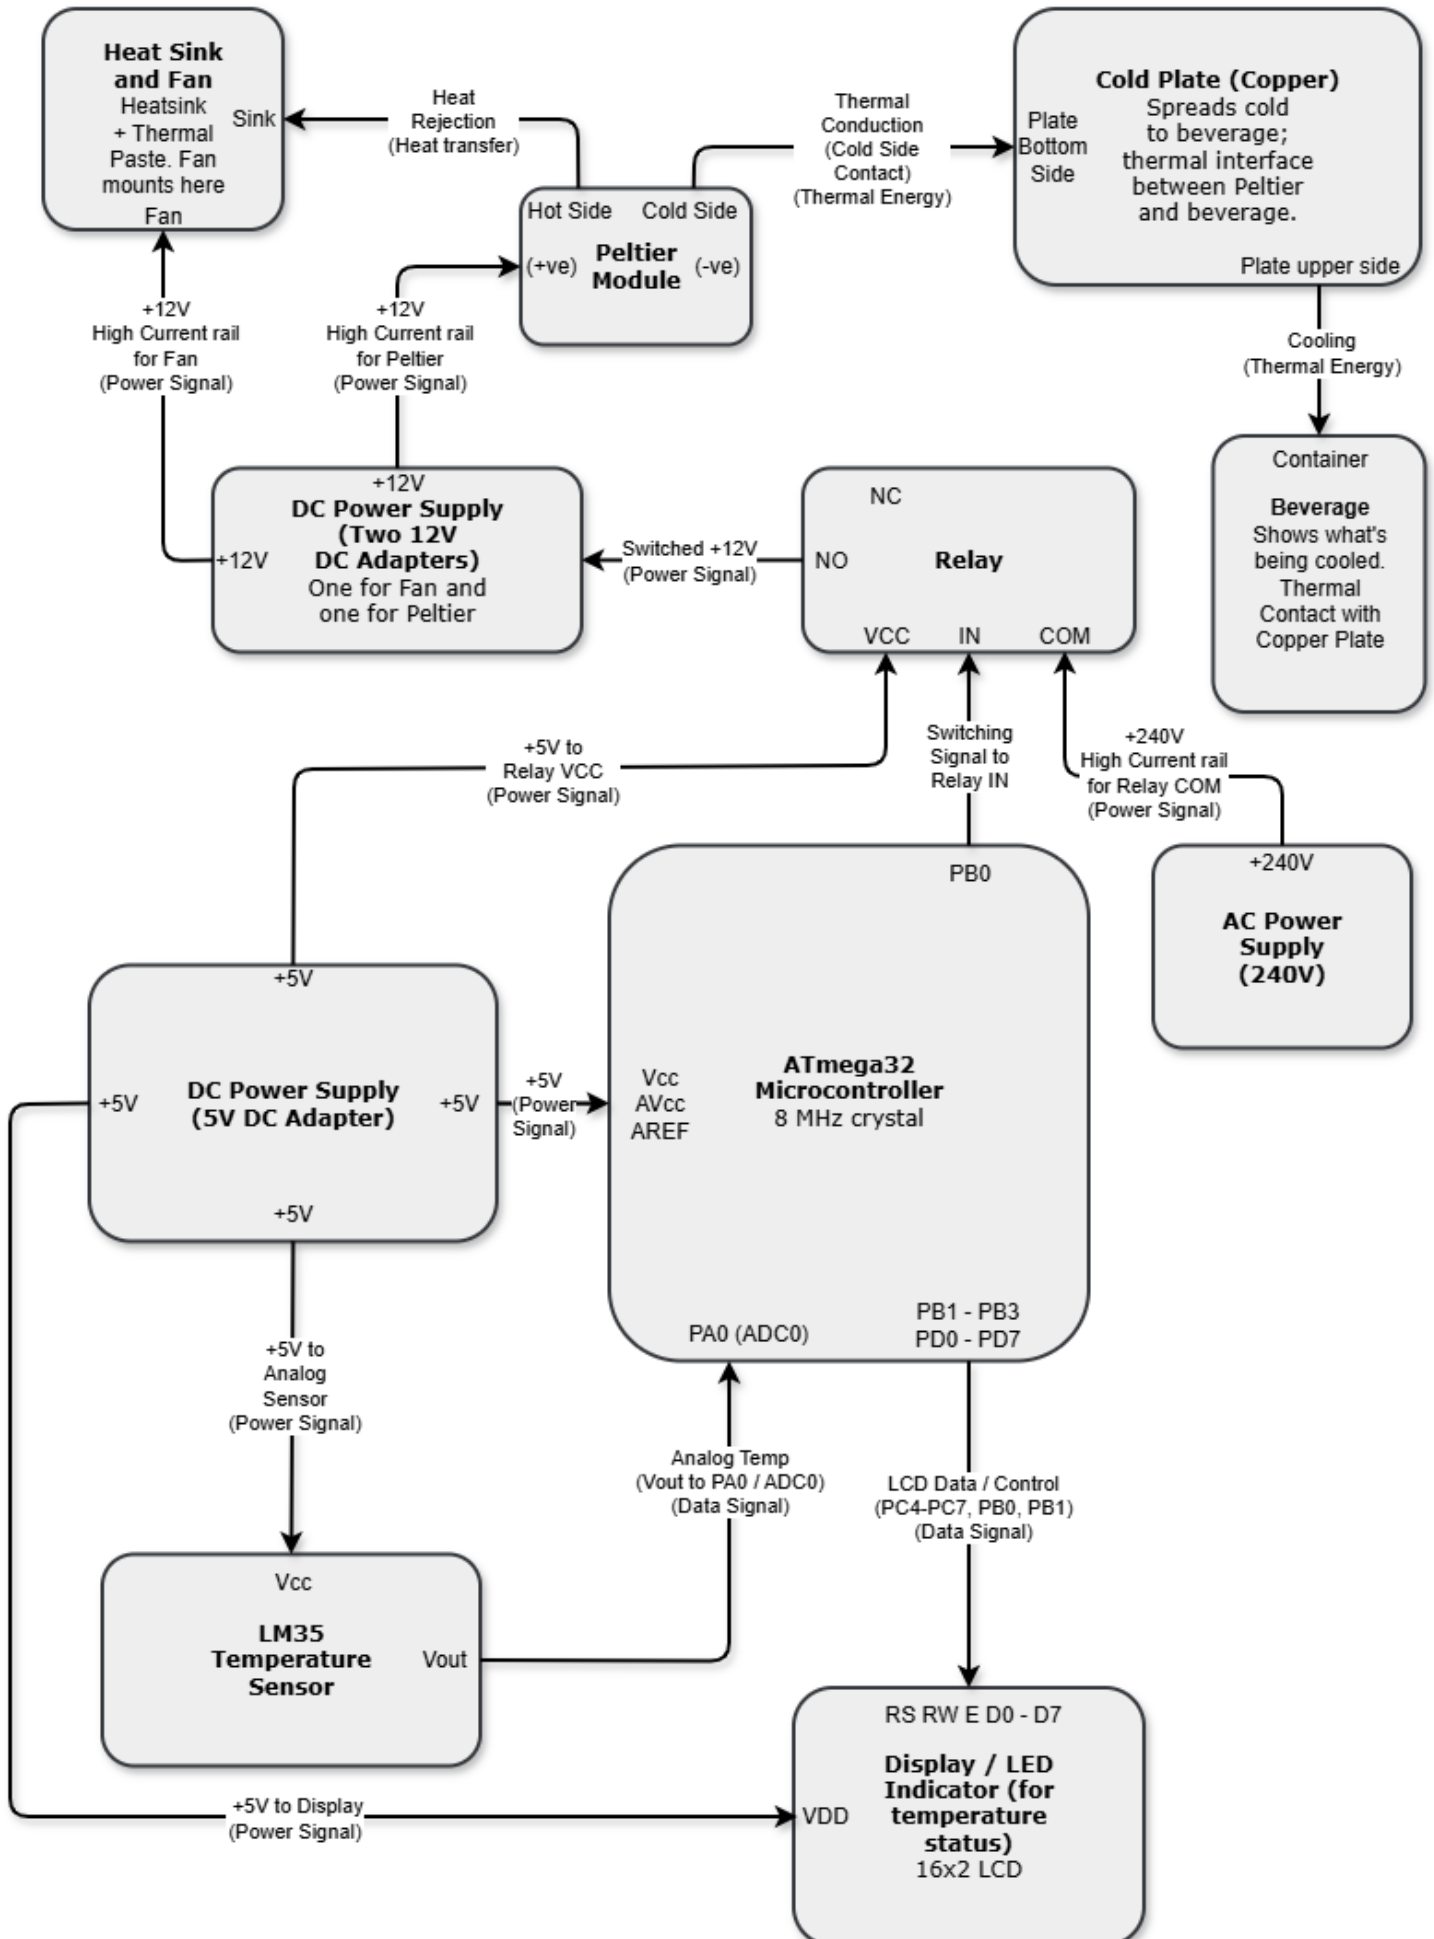 Heat Sink
and Fan
Heatsink
+ Thermal
Paste. Fan
mounts here
Sink
Fan
Heat
Rejection
(Heat transfer)
Thermal
Conduction
(Cold Side
Contact)
(Thermal Energy)
Plate
Bottom
Side
Cold Plate (Copper)
Spreads cold
to beverage;
thermal interface
between Peltier
and beverage.
Plate upper side
Hot Side
Cold Side
(+ve)
Peltier
Module
(-ve)
+12V
High Current rail
for Fan
(Power Signal)
+12V
High Current rail
for Peltier
(Power Signal)
Cooling
(Thermal Energy)
Container
Beverage
Shows what's
being cooled.
Thermal
Contact with
Copper Plate
+12V
DC Power Supply
(Two 12V
DC Adapters)
One for Fan and
one for Peltier
+12V
Switched +12V
(Power Signal)
NC
NO
Relay
VCC
IN
COM
+5V to
Relay VCC
(Power Signal)
Switching
Signal to
Relay IN
+240V
High Current rail
for Relay COM
(Power Signal)
+240V
AC Power
Supply
(240V)
PB0
ATmega32
Microcontroller
8 MHz crystal
Vcc
AVcc
AREF
PA0 (ADC0)
PB1 - PB3
PD0 - PD7
+5V
DC Power Supply
(5V DC Adapter)
+5V
+5V
+5V
+5V
(Power
Signal)
+5V to
Analog
Sensor
(Power Signal)
Analog Temp
(Vout to PA0 / ADC0)
(Data Signal)
LCD Data / Control
(PC4-PC7, PB0, PB1)
(Data Signal)
Vcc
LM35
Temperature
Sensor
Vout
+5V to Display
(Power Signal)
RS RW E D0 - D7
Display / LED
Indicator (for
temperature
status)
16x2 LCD
VDD